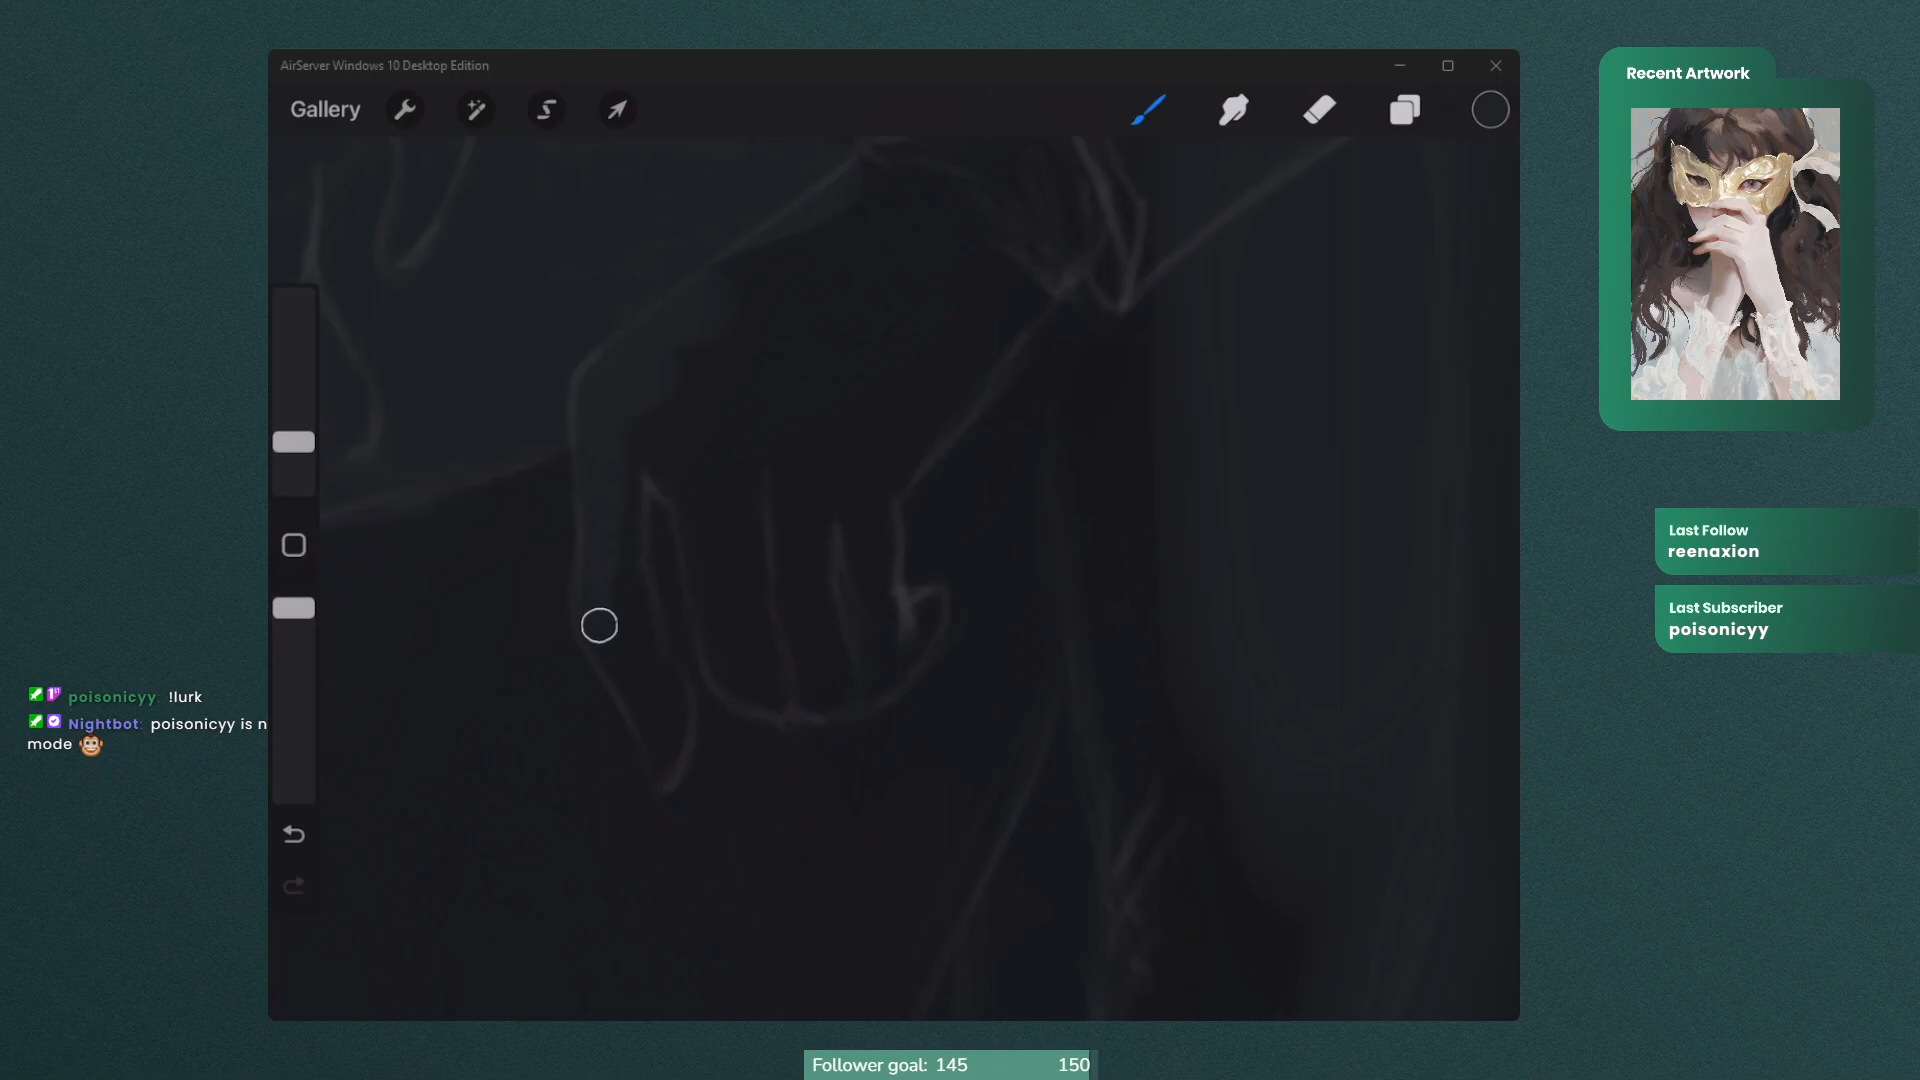 AirServer Windows 10 Desktop Edition
Gallery
Recent Artwork
Last Follow
reenaxion
Last Subscriber
poisonicyy
poisonicyy: !lurk
Nightbot: poisonicyy is n
mode
Follower goal: 145 150